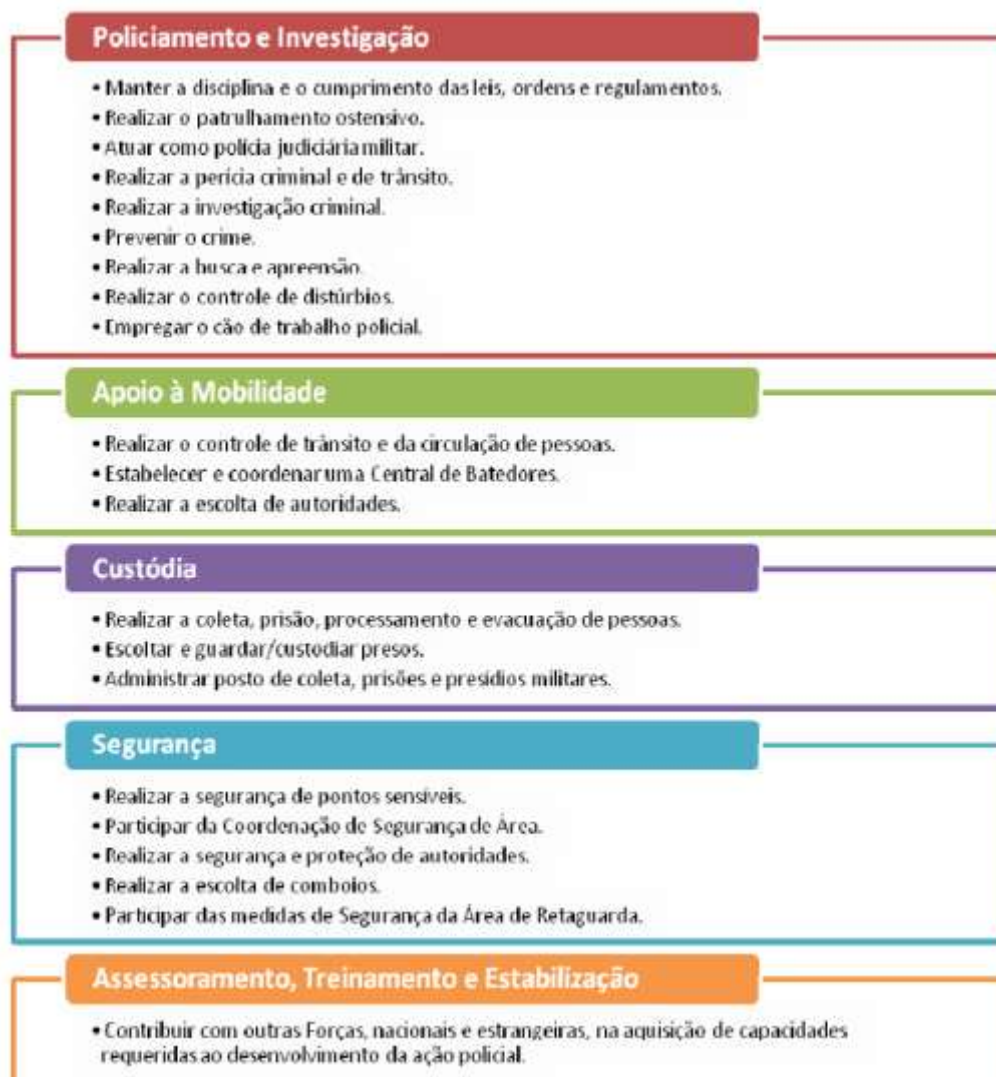 Policiamento e Investigação
• Manter a disciplina e o cumprimento das leis, ordens e regulamentos.
• Realizar o patrulhamento ostensivo.
• Atuar como polícia judiciária militar.
• Realizar a perícia criminal e de trânsito.
• Realizar a investigação criminal.
• Prevenir o crime.
• Realizar a busca e apreensão.
• Realizar o controle de distúrbios.
• Empregar o cão de trabalho policial.
Apoio à Mobilidade
• Realizar o controle de trânsito e da circulação de pessoas.
• Estabelecer e coordenar uma Central de Batedores.
• Realizar a escolta de autoridades.
Custódia
• Realizar a coleta, prisão, processamento e evacuação de pessoas.
• Escoltar e guardar/custodiar presos.
• Administrar posto de coleta, prisões e presídios militares.
Segurança
• Realizar a segurança de pontos sensíveis.
• Participar da Coordenação de Segurança de Área.
• Realizar a segurança e proteção de autoridades.
• Realizar a escolta de comboios.
• Participar das medidas de Segurança da Área de Retaguarda.
Assessoramento, Treinamento e Estabilização
• Contribuir com outras Forças, nacionais e estrangeiras, na aquisição de capacidades
requeridas ao desenvolvimento da ação policial.